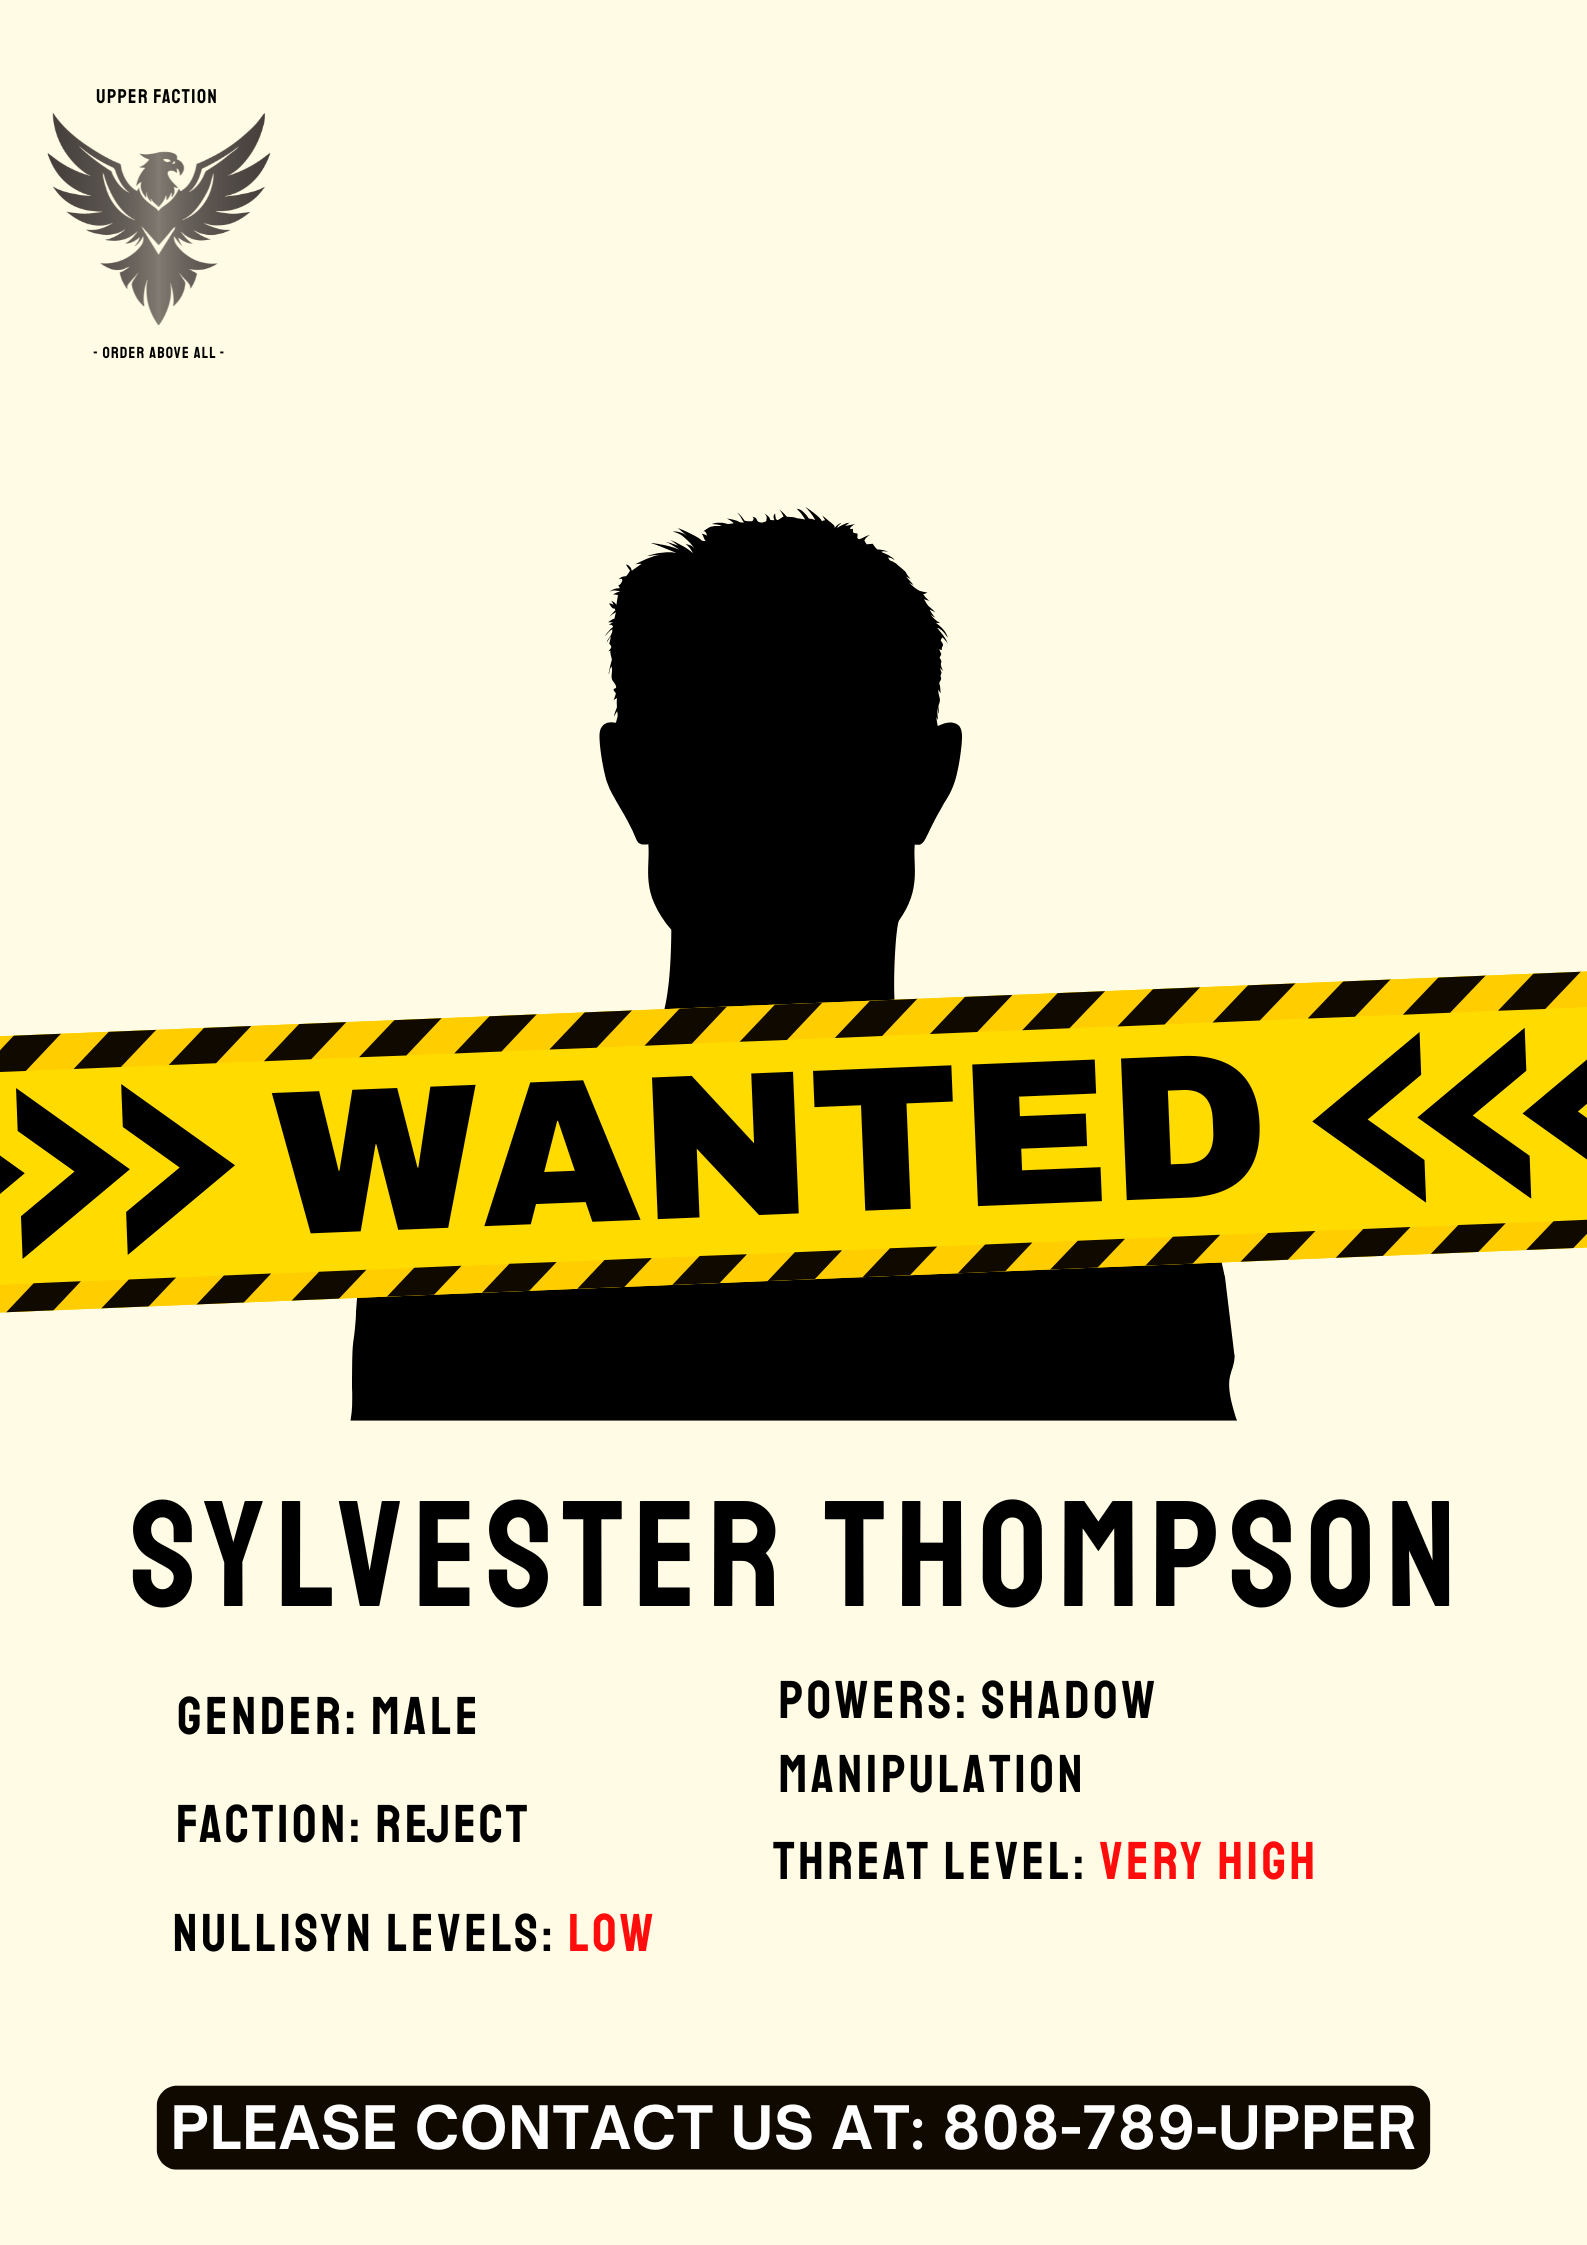 UPPER FACTION
- ORDER ABOVE ALL -
WANTED
SYLVESTER THOMPSON
GENDER: MALE
FACTION: REJECT
NULLISYN LEVELS: LOW
POWERS: SHADOW
MANIPULATION
THREAT LEVEL: VERY HIGH
PLEASE CONTACT US AT: 808-789-UPPER